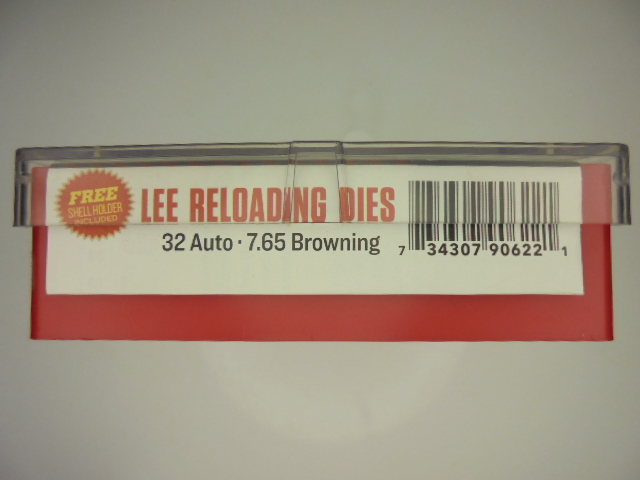 FREE
SHELL HOLDER
INCLUDED
LEE RELOADING DIES
32 Auto · 7.65 Browning
7 34307 90622 1